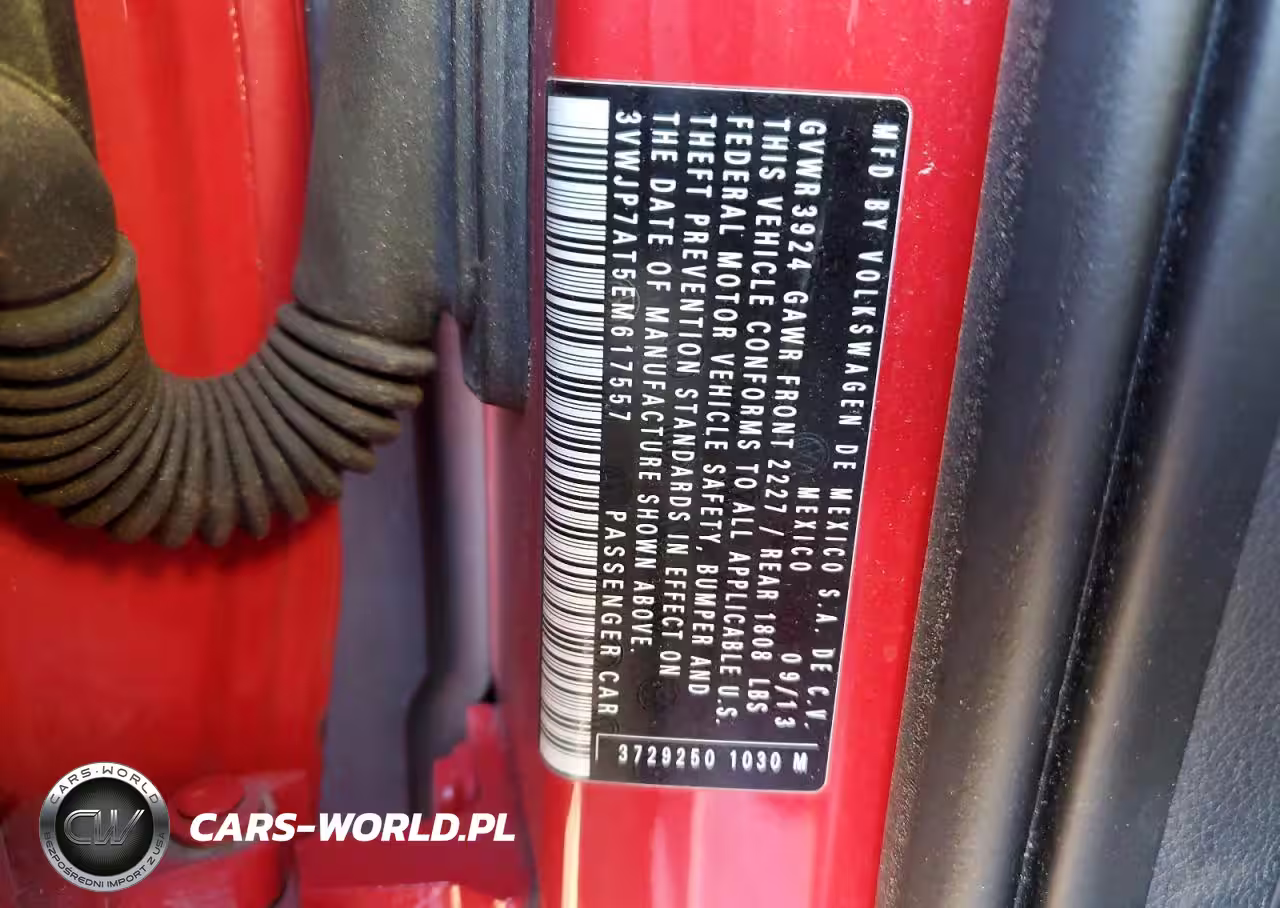 MFD BY VOLKSWAGEN DE MEXICO S.A. DE C.V.
MEXICO 09/13
GVWR 3924 GAWR FRONT 2227 / REAR 1808 LBS
THIS VEHICLE CONFORMS TO ALL APPLICABLE U.S.
FEDERAL MOTOR VEHICLE SAFETY, BUMPER AND
THEFT PREVENTION STANDARDS IN EFFECT ON
THE DATE OF MANUFACTURE SHOWN ABOVE.
3VWJP7AT5EM617557 PASSENGER CAR
3729250 1030 M
CARS-WORLD
CW
BEZPOŚREDNI IMPORT Z USA
CARS-WORLD.PL